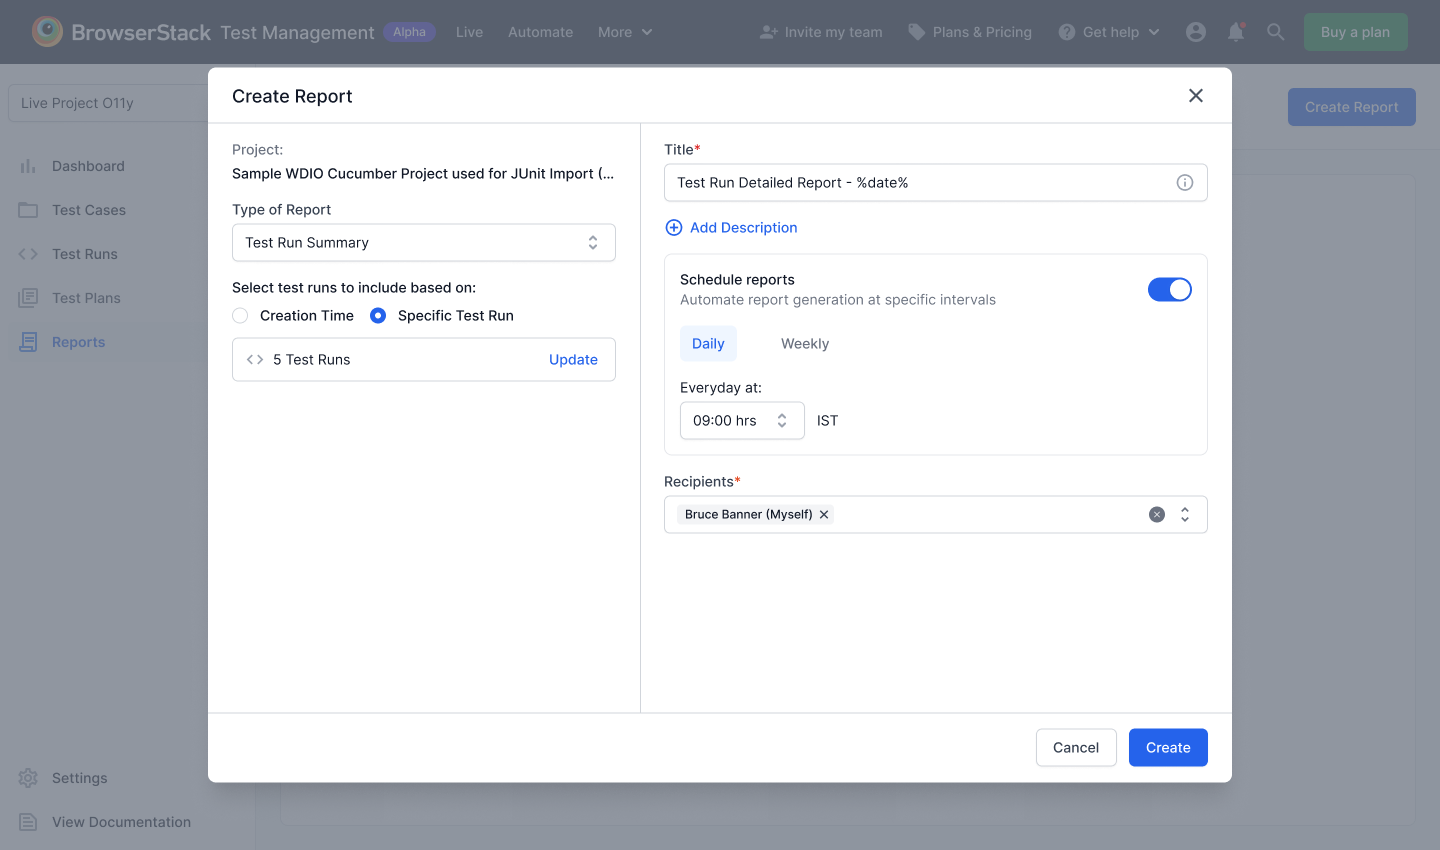 BrowserStack Test Management Alpha Live Automate More Invite my team Plans & Pricing Get help Buy a plan
Live Project O11y
Create Report
Dashboard
Test Cases
Test Runs
Test Plans
Reports
Settings
View Documentation
Create Report
Project:
Sample WDIO Cucumber Project used for JUnit Import (...
Type of Report
Test Run Summary
Select test runs to include based on:
Creation Time Specific Test Run
5 Test Runs Update
Title*
Test Run Detailed Report - %date%
Add Description
Schedule reports
Automate report generation at specific intervals
Daily Weekly
Everyday at:
09:00 hrs IST
Recipients*
Bruce Banner (Myself)
Cancel Create